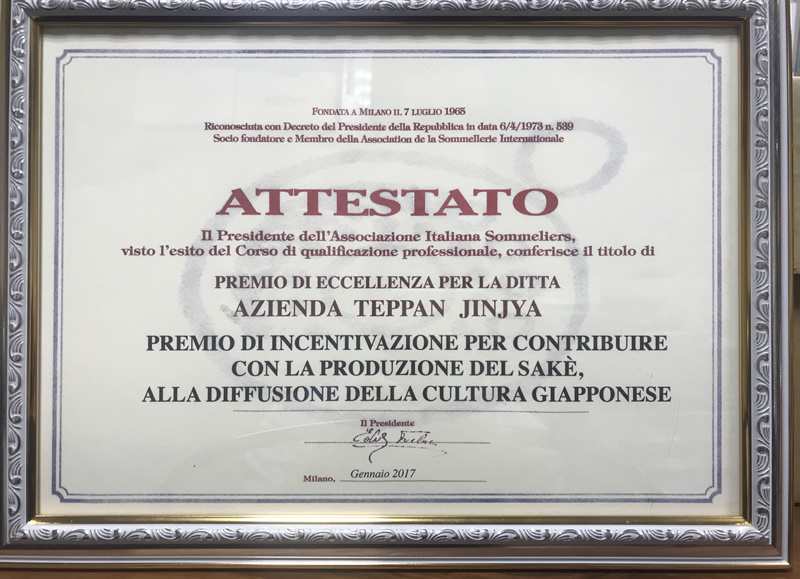 FONDATA A MILANO IL 7 LUGLIO 1965
Riconosciuta con Decreto del Presidente della Repubblica in data 6/4/1973 n. 539
Socio fondatore e Membro della Association de la Sommellerie Internationale
ATTESTATO
Il Presidente dell'Associazione Italiana Sommeliers,
visto l'esito del Corso di qualificazione professionale, conferisce il titolo di
PREMIO DI ECCELLENZA PER LA DITTA
AZIENDA TEPPAN JINJYA
PREMIO DI INCENTIVAZIONE PER CONTRIBUIRE
CON LA PRODUZIONE DEL SAKÈ,
ALLA DIFFUSIONE DELLA CULTURA GIAPPONESE
Il Presidente
Milano, Gennaio 2017